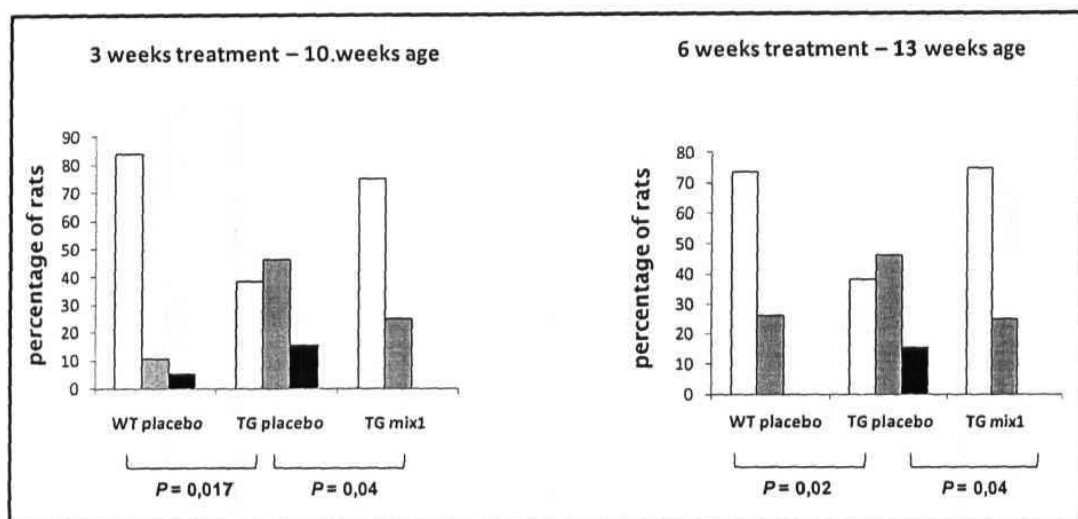 3 weeks treatment – 10.weeks age
percentage of rats
90
80
70
60
50
40
30
20
10
0
WT placebo TG placebo TG mix1
P = 0,017 P = 0,04
6 weeks treatment – 13 weeks age
percentage of rats
80
70
60
50
40
30
20
10
0
WT placebo TG placebo TG mix1
P = 0,02 P = 0,04